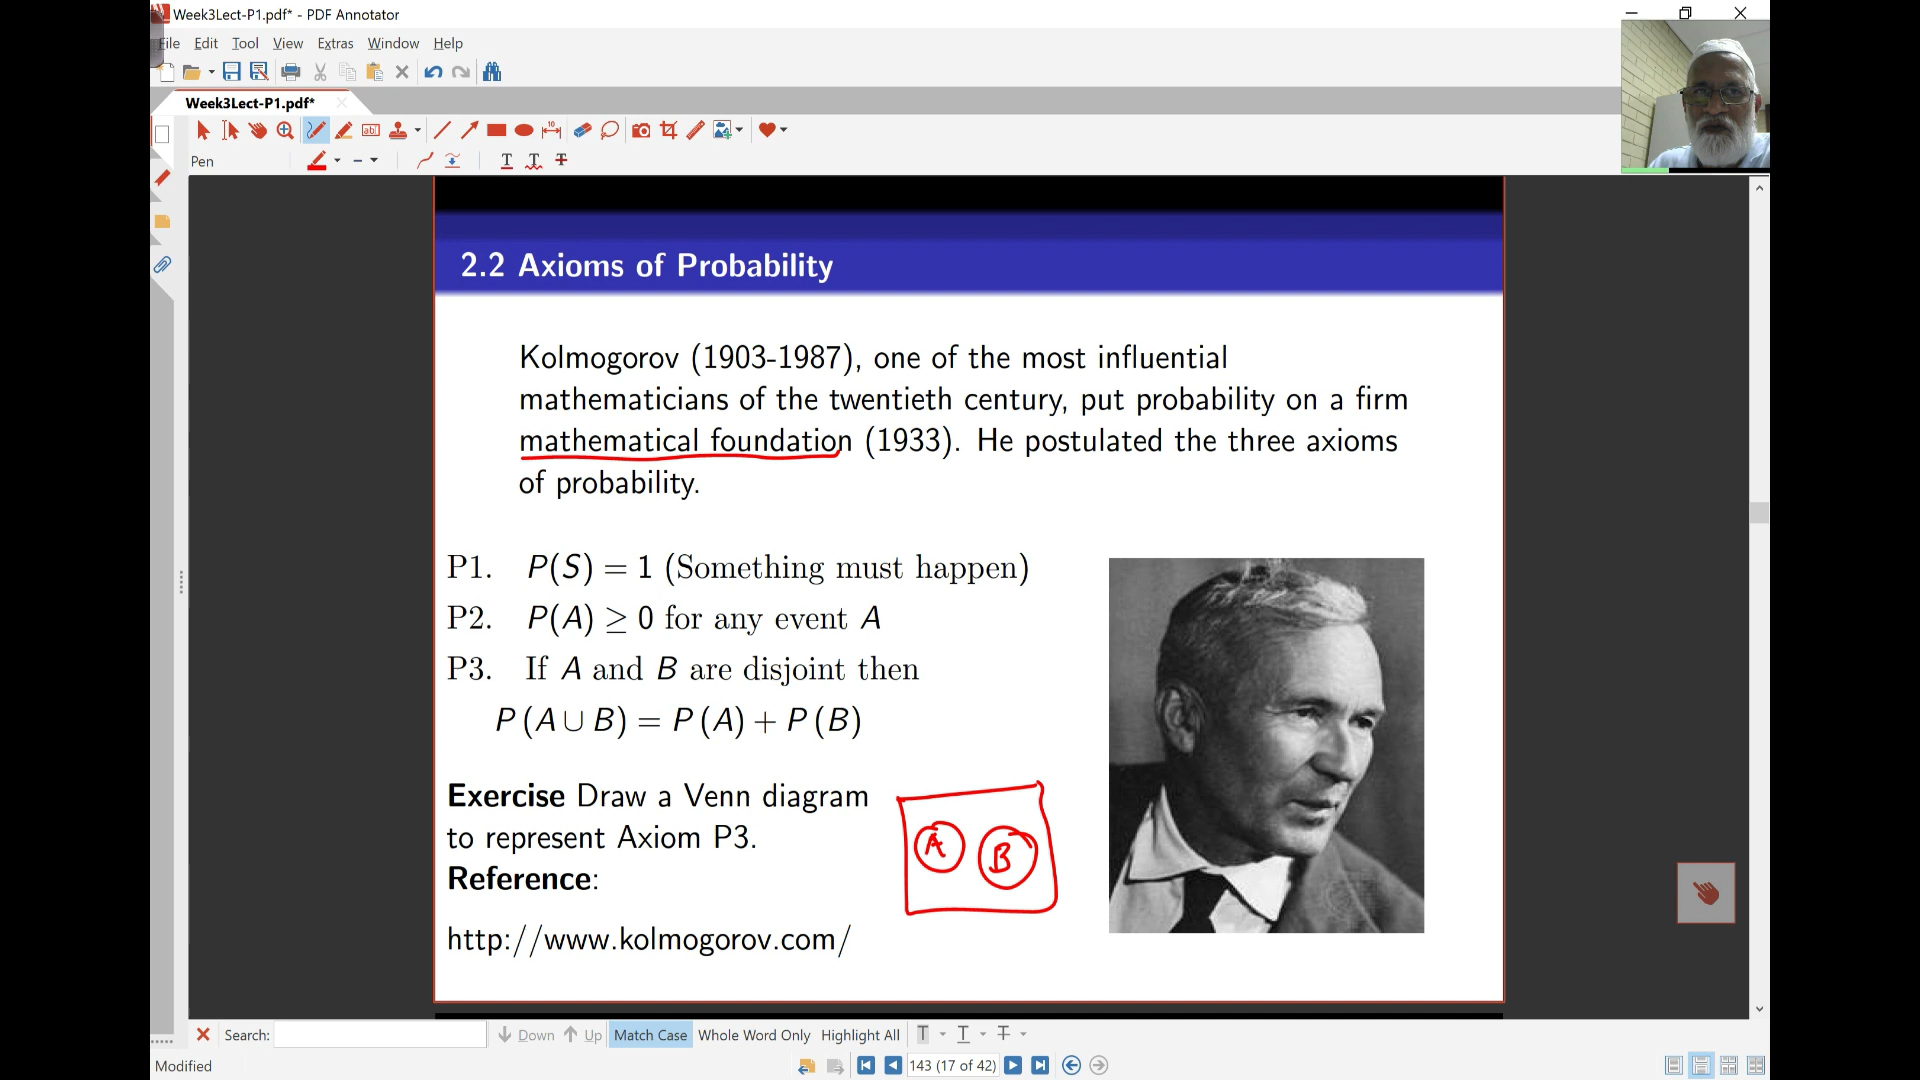 Week3Lect-P1.pdf* - PDF Annotator
File Edit Tool View Extras Window Help
Week3Lect-P1.pdf*
Pen
2.2 Axioms of Probability
Kolmogorov (1903-1987), one of the most influential
mathematicians of the twentieth century, put probability on a firm
mathematical foundation (1933). He postulated the three axioms
of probability.
P1. P(S) = 1 (Something must happen)
P2. P(A) ≥ 0 for any event A
P3. If A and B are disjoint then
P (A ∪ B) = P (A) + P (B)
Exercise Draw a Venn diagram
to represent Axiom P3.
A B
Reference:
http://www.kolmogorov.com/
Search: Down Up Match Case Whole Word Only Highlight All
Modified 143 (17 of 42)